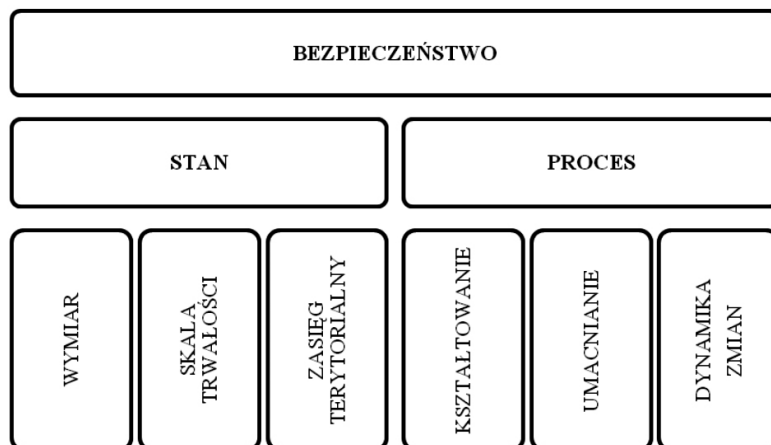 BEZPIECZEŃSTWO
STAN
PROCES
WYMIAR
SKALA
TRWAŁOŚCI
ZASIĘG
TERYTORIALNY
KSZTAŁTOWANIE
UMACNIANIE
DYNAMIKA
ZMIAN